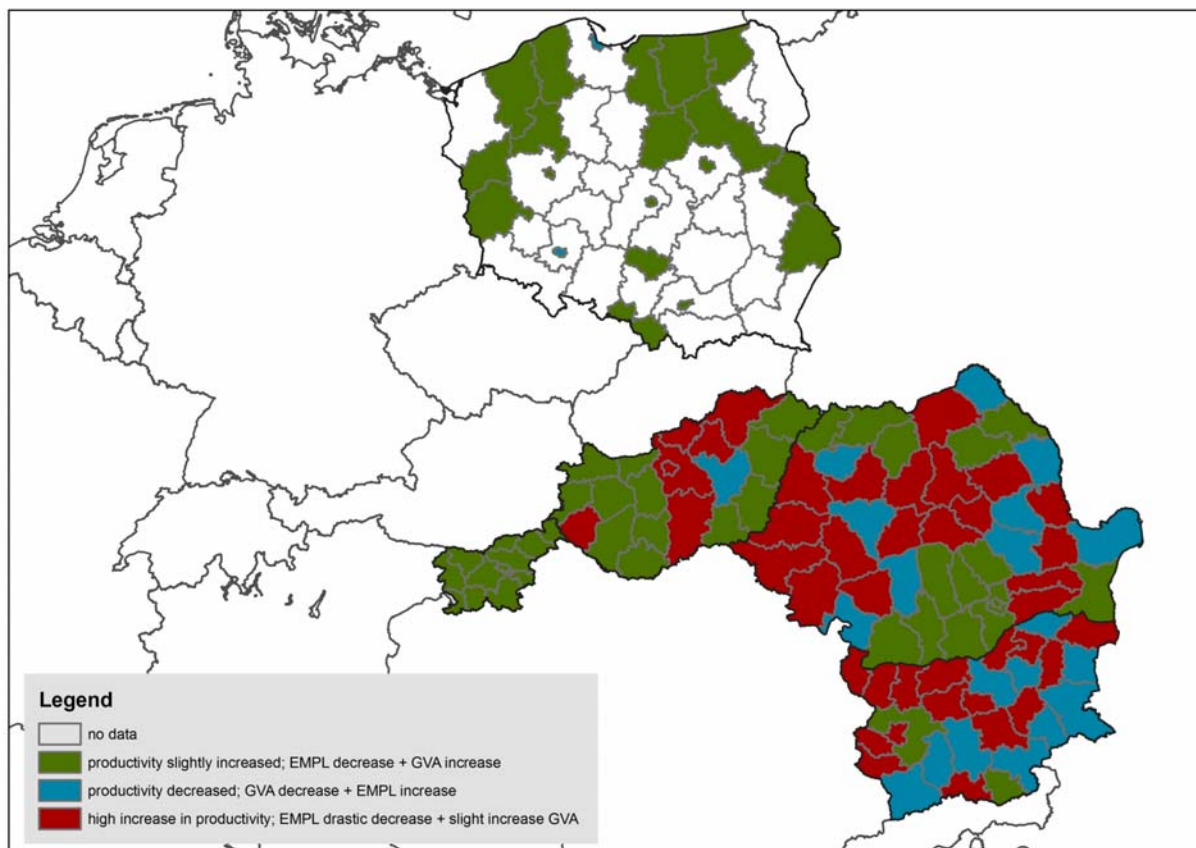 Legend
no data
productivity slightly increased; EMPL decrease + GVA increase
productivity decreased; GVA decrease + EMPL increase
high increase in productivity; EMPL drastic decrease + slight increase GVA